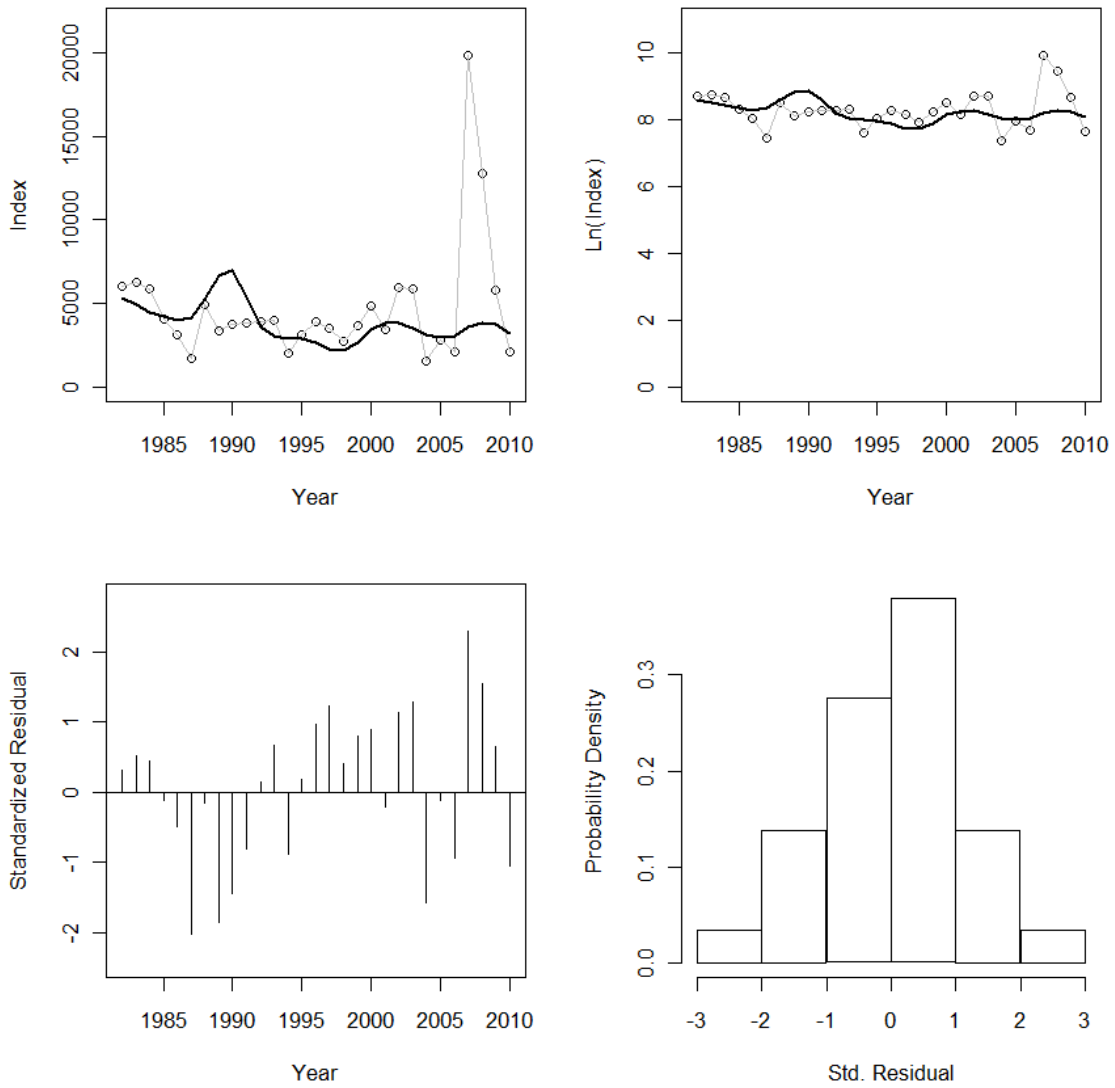 Index
20000
15000
10000
5000
0
1985 1990 1995 2000 2005 2010
Year
Ln(Index)
10
8
6
4
2
0
1985 1990 1995 2000 2005 2010
Year
Standardized Residual
2
1
0
-1
-2
1985 1990 1995 2000 2005 2010
Year
Probability Density
0.3
0.2
0.1
0.0
-3 -2 -1 0 1 2 3
Std. Residual